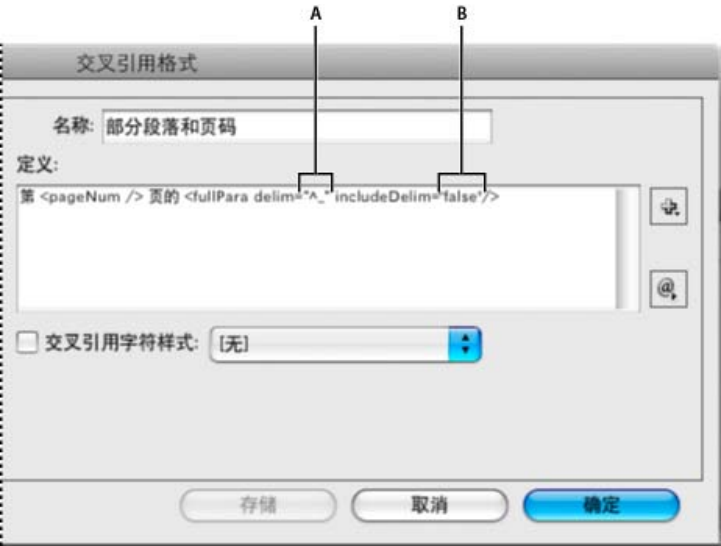 A B
交叉引用格式
名称: 部分段落和页码
定义:
第 <pageNum /> 页的 <fullPara delim="^_" includeDelim="false"/>
@
交叉引用字符样式: [无]
存储 取消 确定